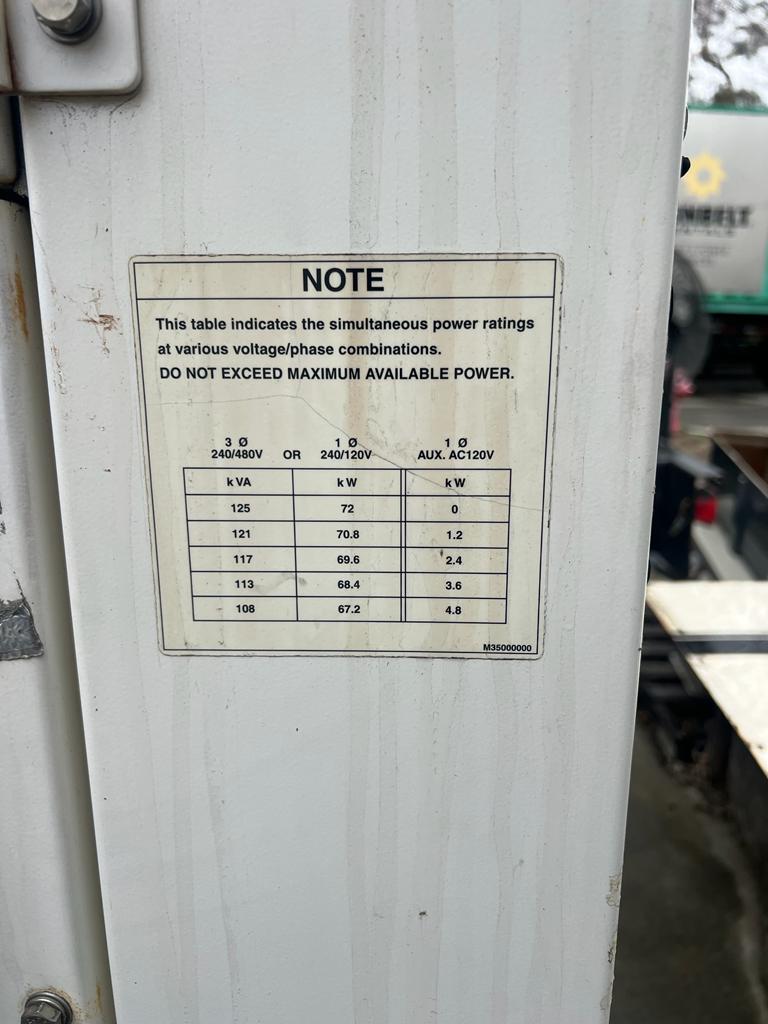 NOTE
This table indicates the simultaneous power ratings
at various voltage/phase combinations.
DO NOT EXCEED MAXIMUM AVAILABLE POWER.
3 Ø 1 Ø 1 Ø
240/480V OR 240/120V AUX. AC120V
kVA kW kW
125 72 0
121 70.8 1.2
117 69.6 2.4
113 68.4 3.6
108 67.2 4.8
M35000000